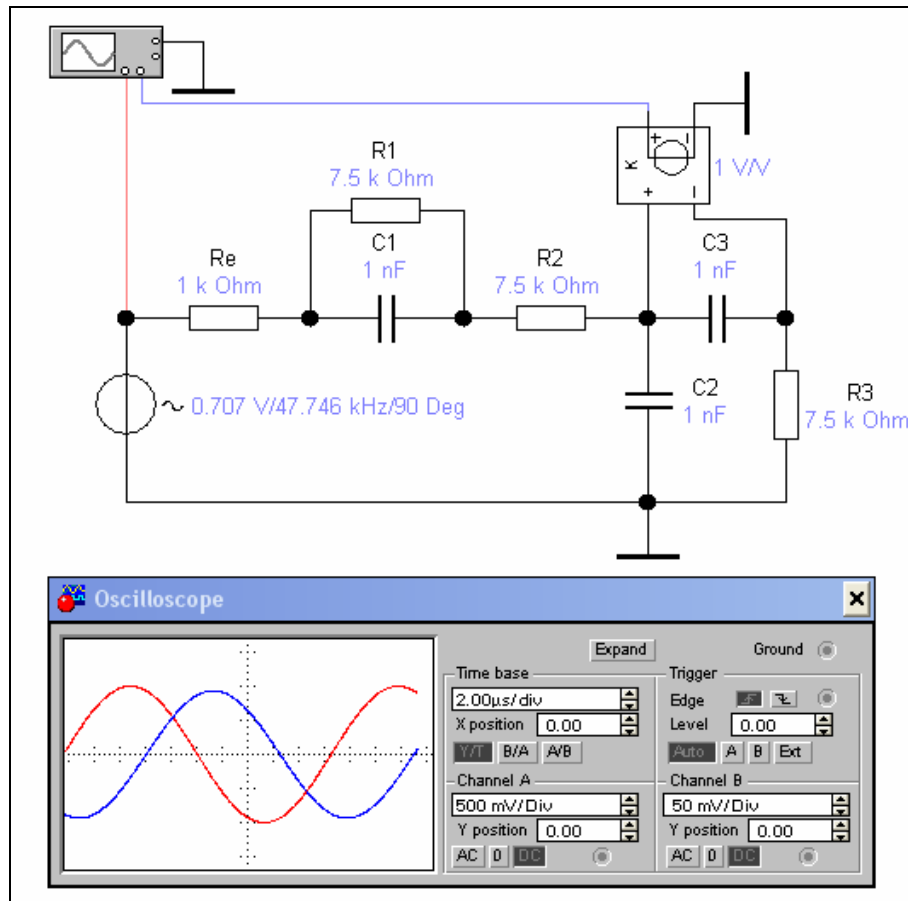 R1
7.5 k Ohm
K
+ −
+ −
1 V/V
Re
1 k Ohm
C1
1 nF
R2
7.5 k Ohm
C3
1 nF
0.707 V/47.746 kHz/90 Deg
C2
1 nF
R3
7.5 k Ohm
Oscilloscope
Expand
Ground
Time base
2.00µs/div
X position 0.00
Y/T B/A A/B
Trigger
Edge
Level 0.00
Auto A B Ext
Channel A
500 mV/Div
Y position 0.00
AC 0 DC
Channel B
50 mV/Div
Y position 0.00
AC 0 DC